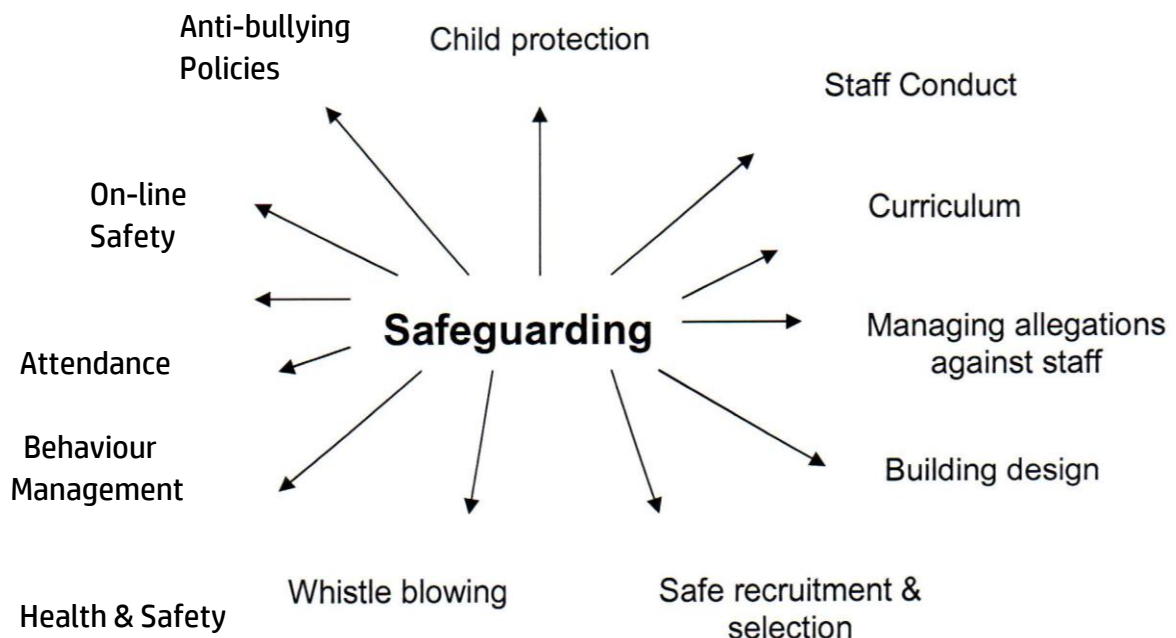 Anti-bullying
Policies
Child protection
Staff Conduct
On-line
Safety
Curriculum
Safeguarding
Managing allegations
against staff
Attendance
Behaviour
Management
Building design
Whistle blowing
Safe recruitment &
selection
Health & Safety